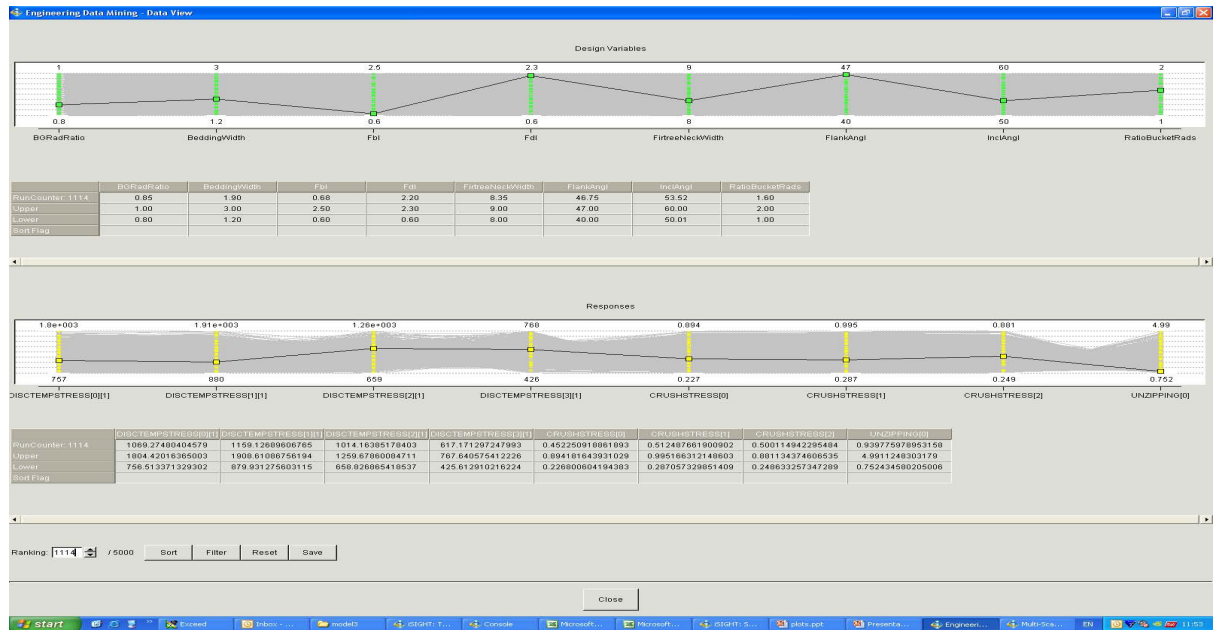 Engineering Data Mining - Data View
Design Variables
1 3 2.5 2.3 9 47 60 2
0.8 1.2 0.6 0.6 8 40 50 1
BGRadRatio BeddingWidth Fbl Fdl FirtreeNeckWidth FlankAngl InclAngl RatioBucketRads
BGRadRatio BeddingWidth Fbl Fdl FirtreeNeckWidth FlankAngl InclAngl RatioBucketRads
RunCounter: 1114 0.85 1.90 0.68 2.20 8.35 46.75 53.52 1.60
Upper 1.00 3.00 2.50 2.30 9.00 47.00 60.00 2.00
Lower 0.80 1.20 0.60 0.60 8.00 40.00 50.01 1.00
Sort Flag
Responses
1.8e+003 1.91e+003 1.26e+003 768 0.894 0.995 0.881 4.99
757 880 659 426 0.227 0.287 0.249 0.752
DISCTEMPSTRESS[0][1] DISCTEMPSTRESS[1][1] DISCTEMPSTRESS[2][1] DISCTEMPSTRESS[3][1] CRUSHSTRESS[0] CRUSHSTRESS[1] CRUSHSTRESS[2] UNZIPPING[0]
DISCTEMPSTRESS[0][1] DISCTEMPSTRESS[1][1] DISCTEMPSTRESS[2][1] DISCTEMPSTRESS[3][1] CRUSHSTRESS[0] CRUSHSTRESS[1] CRUSHSTRESS[2] UNZIPPING[0]
RunCounter: 1114 1069.27480404579 1159.12689606765 1014.16385178403 617.171297247983 0.452250918861893 0.512487661900902 0.500114942295484 0.939775978953158
Upper 1804.42016365003 1908.61086756194 1259.67860084711 767.640575412226 0.894181643931029 0.995166312148603 0.881134374606535 4.9911248303179
Lower 756.513371329302 879.931275603115 658.826865418537 425.612910216224 0.226800604194383 0.287057329851409 0.248633257347289 0.752434580205006
Sort Flag
Ranking: 1114 / 5000 Sort Filter Reset Save
Close
start Exceed Inbox - ... model3 iSIGHT: T... Console Microsoft... Microsoft... iSIGHT: S... plots.ppt Presenta... Engineeri... Multi-Sca... EN 11:53